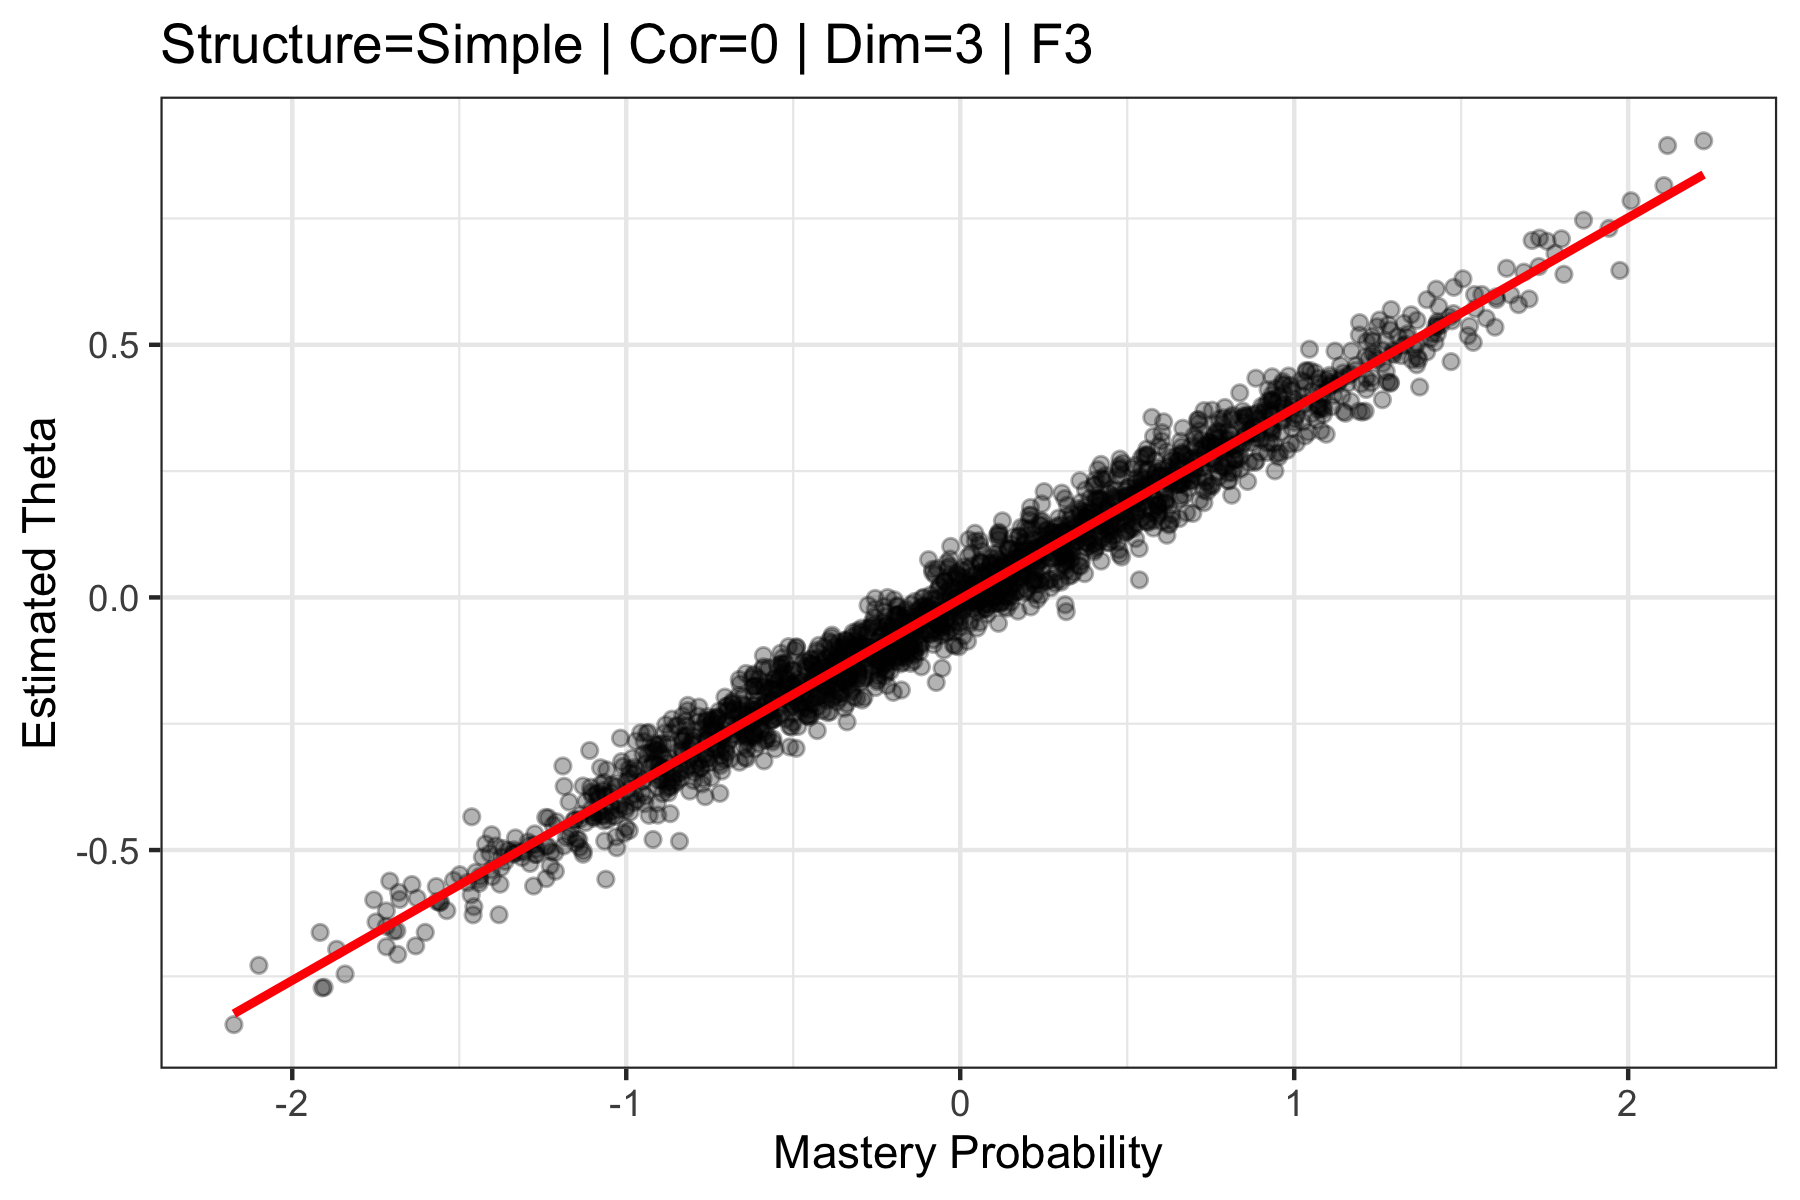 Structure=Simple | Cor=0 | Dim=3 | F3
Estimated Theta
0.5
0.0
-0.5
-2
-1
0
1
2
Mastery Probability